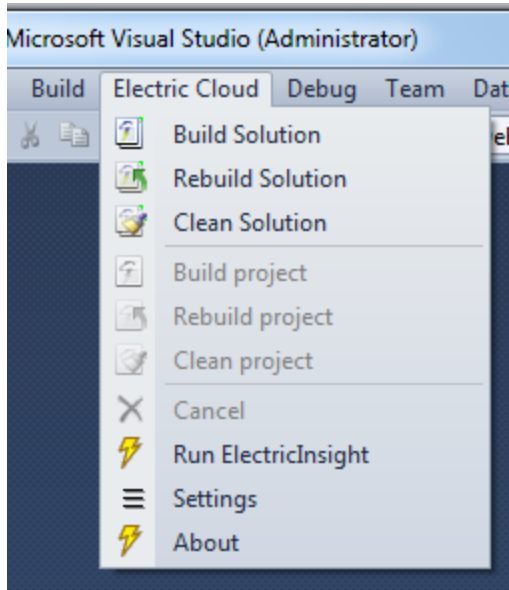 Microsoft Visual Studio (Administrator)
Build Electric Cloud Debug Team Dat
Build Solution
Rebuild Solution
Clean Solution
Build project
Rebuild project
Clean project
Cancel
Run ElectricInsight
Settings
About